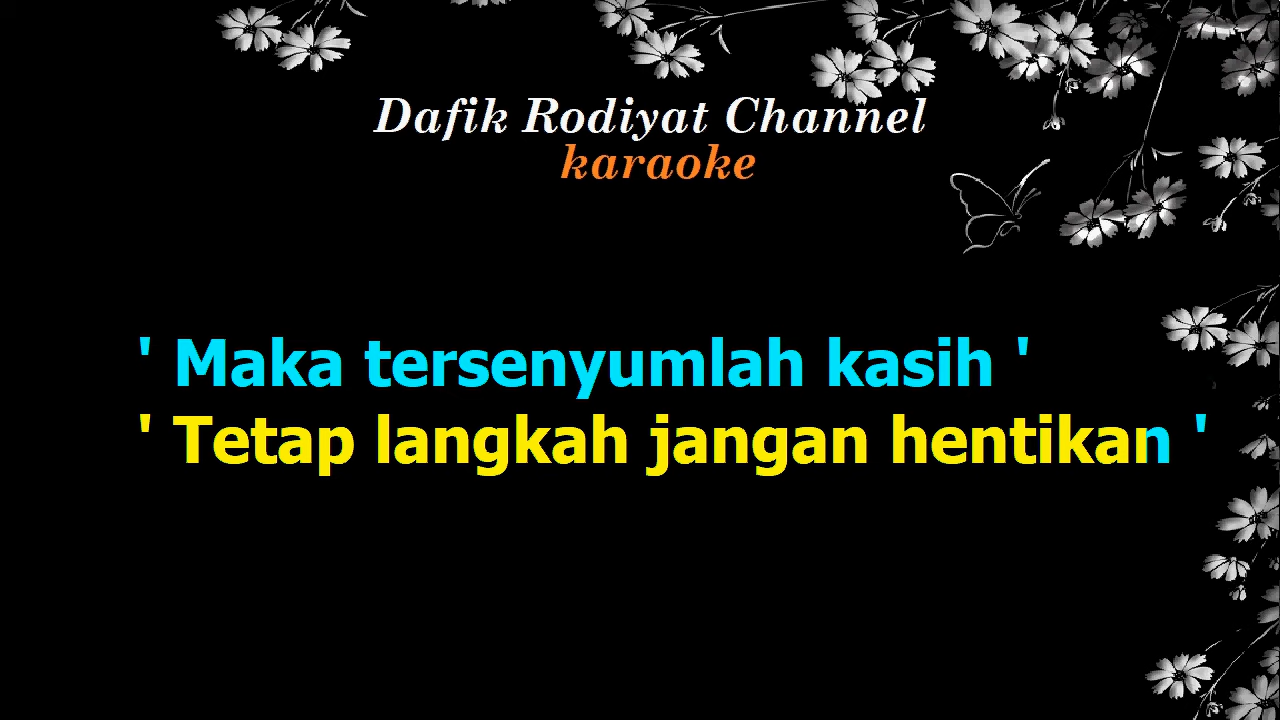 Dafik Rodiyat Channel
karaoke
' Maka tersenyumlah kasih '
' Tetap langkah jangan hentikan '